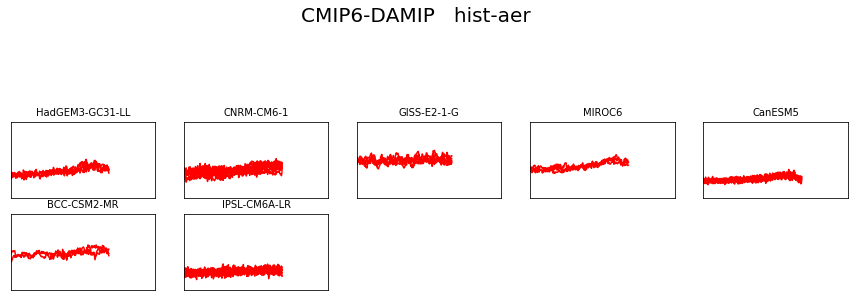 CMIP6-DAMIP   hist-aer
HadGEM3-GC31-LL
CNRM-CM6-1
GISS-E2-1-G
MIROC6
CanESM5
BCC-CSM2-MR
IPSL-CM6A-LR